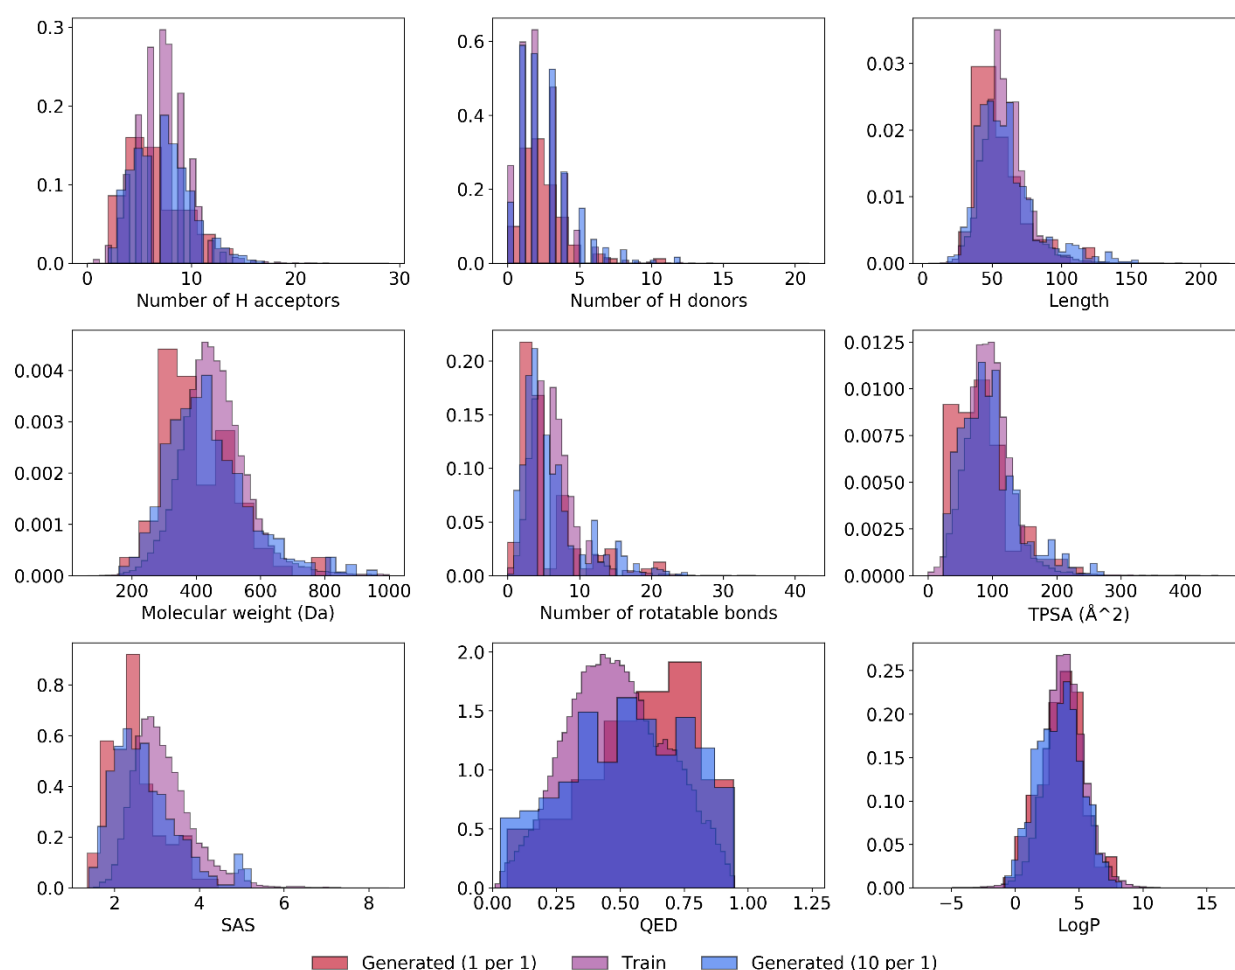 0.3
0.2
0.1
0.0
0 10 20 30
Number of H acceptors
0.6
0.4
0.2
0.0
0 5 10 15 20
Number of H donors
0.03
0.02
0.01
0.00
0 50 100 150 200
Length
0.004
0.003
0.002
0.001
0.000
200 400 600 800 1000
Molecular weight (Da)
0.20
0.15
0.10
0.05
0.00
0 10 20 30 40
Number of rotatable bonds
0.0125
0.0100
0.0075
0.0050
0.0025
0.0000
0 100 200 300 400
TPSA (Å^2)
0.8
0.6
0.4
0.2
0.0
2 4 6 8
SAS
2.0
1.5
1.0
0.5
0.0
0.00 0.25 0.50 0.75 1.00 1.25
QED
0.25
0.20
0.15
0.10
0.05
0.00
−5 0 5 10 15
LogP
Generated (1 per 1) Train Generated (10 per 1)